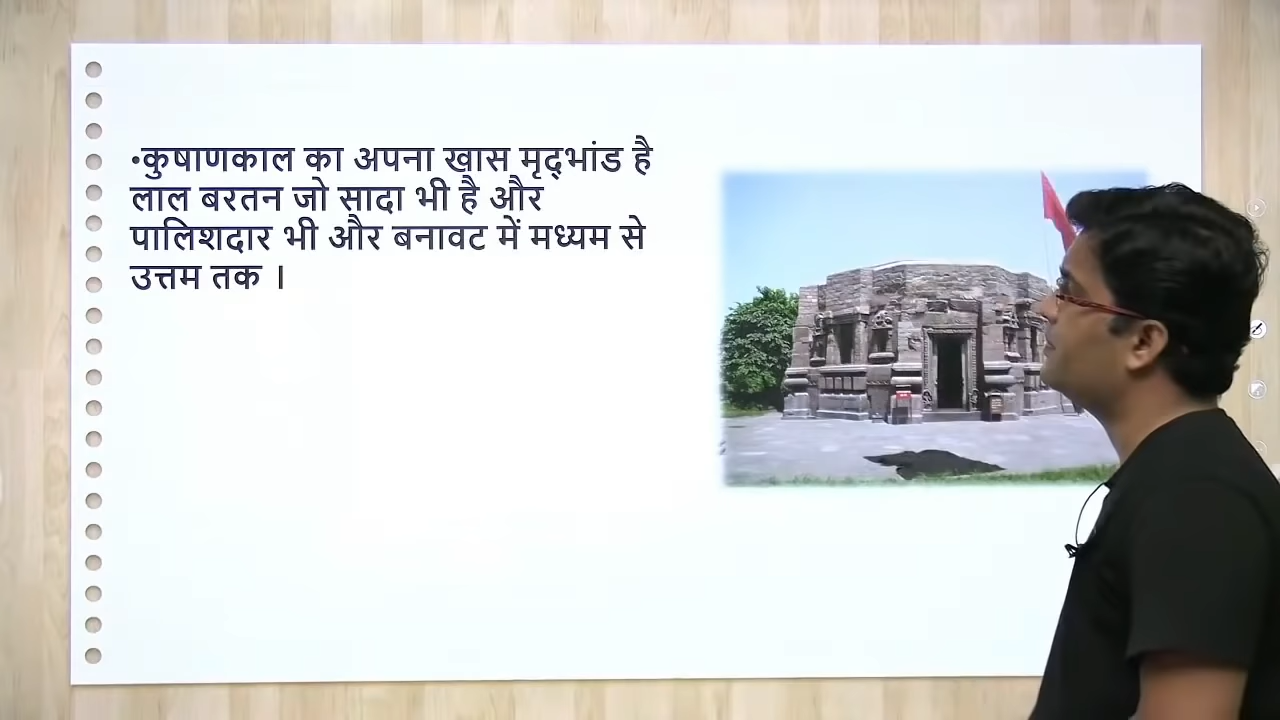 •कुषाणकाल का अपना खास मृद्भांड है
लाल बरतन जो सादा भी है और
पालिशदार भी और बनावट में मध्यम से
उत्तम तक ।